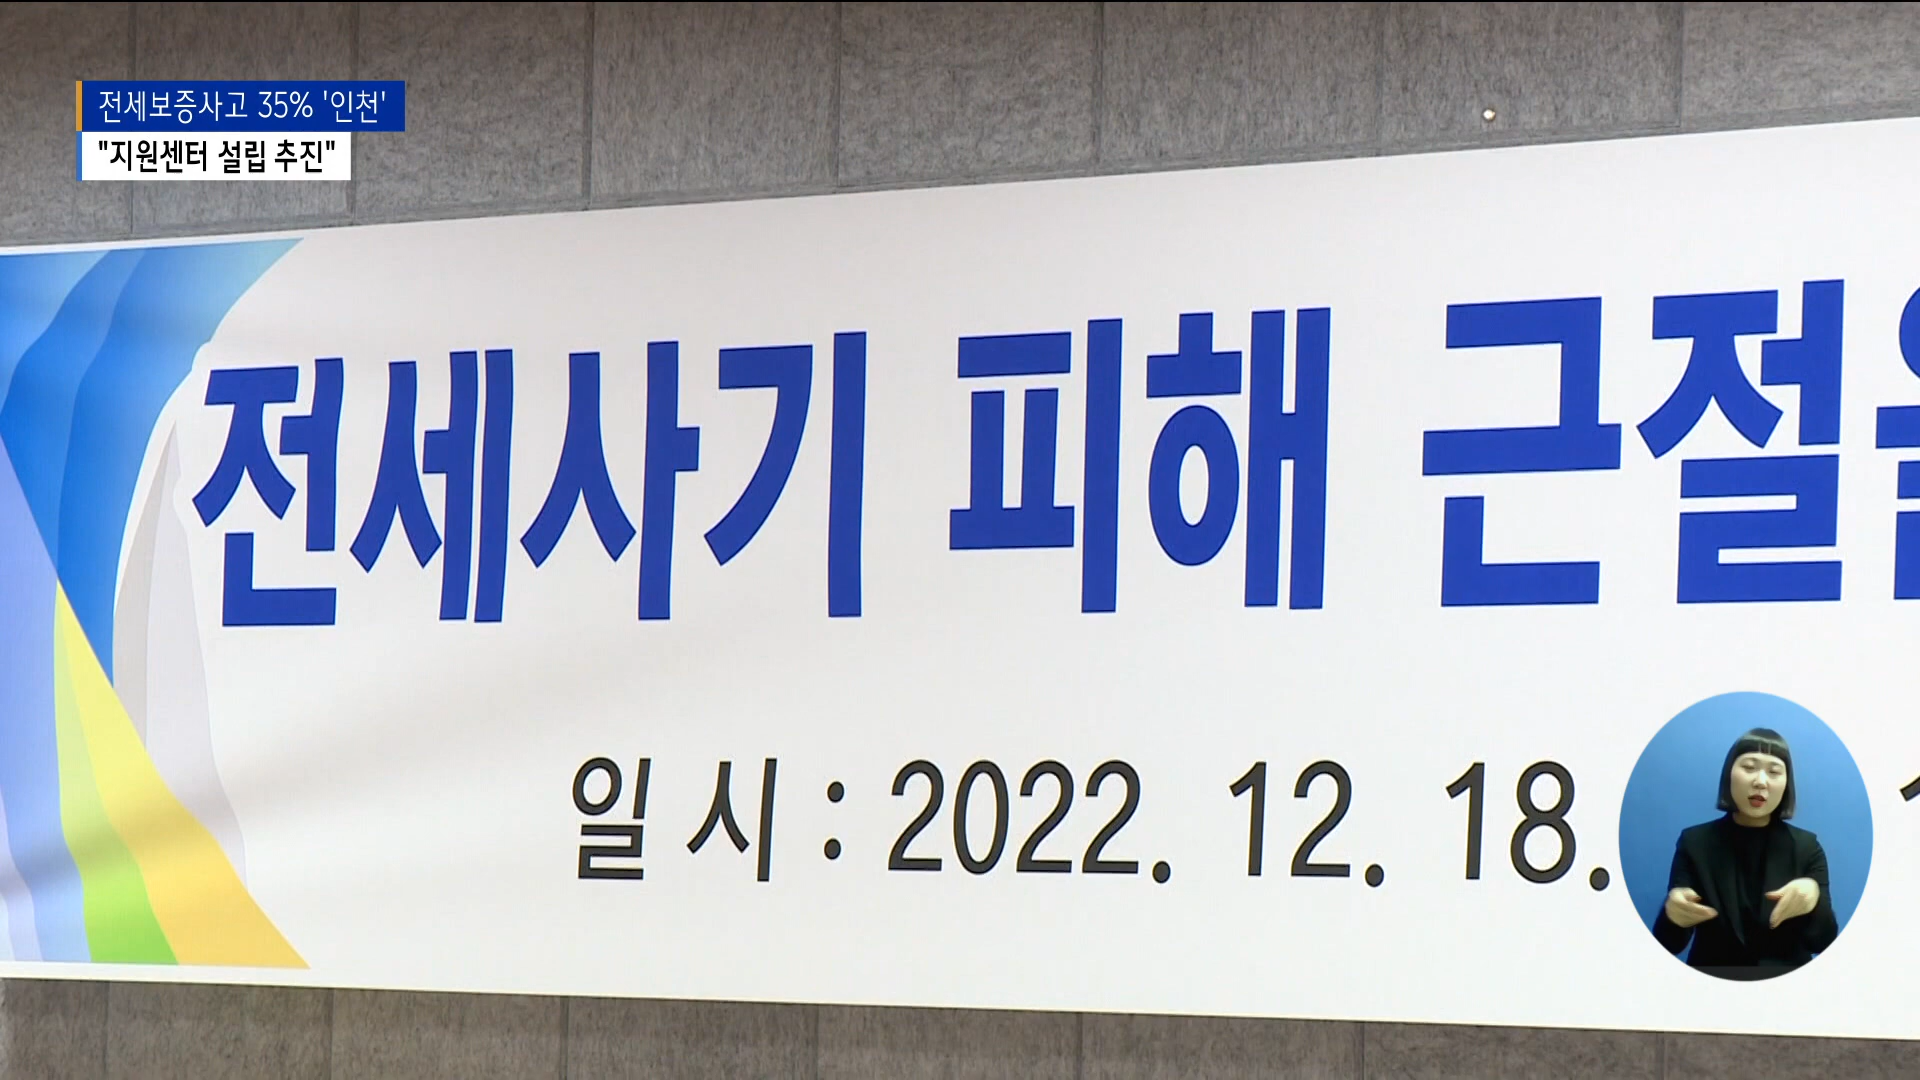 전세보증사고 35% '인천'
"지원센터 설립 추진"
전세사기 피해 근절
일 시 : 2022. 12. 18.